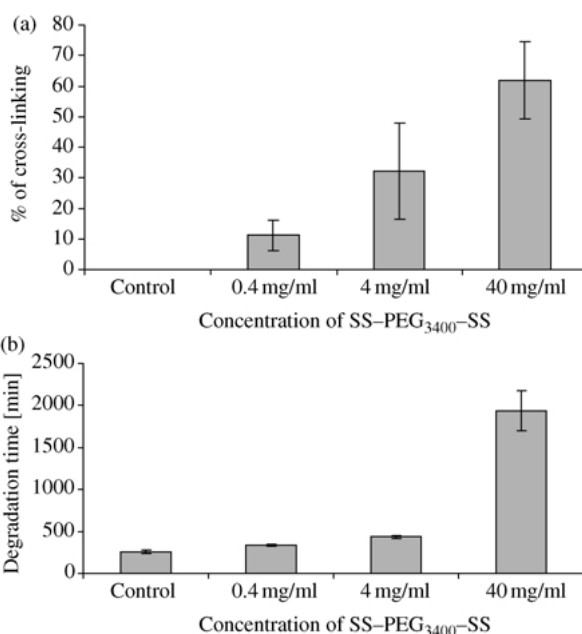 (a)
80
70
60
50
40
30
20
10
0
% of cross-linking
Control 0.4 mg/ml 4 mg/ml 40 mg/ml
Concentration of SS–PEG3400–SS
(b)
2500
2000
1500
1000
500
0
Degradation time [min]
Control 0.4 mg/ml 4 mg/ml 40 mg/ml
Concentration of SS–PEG3400–SS